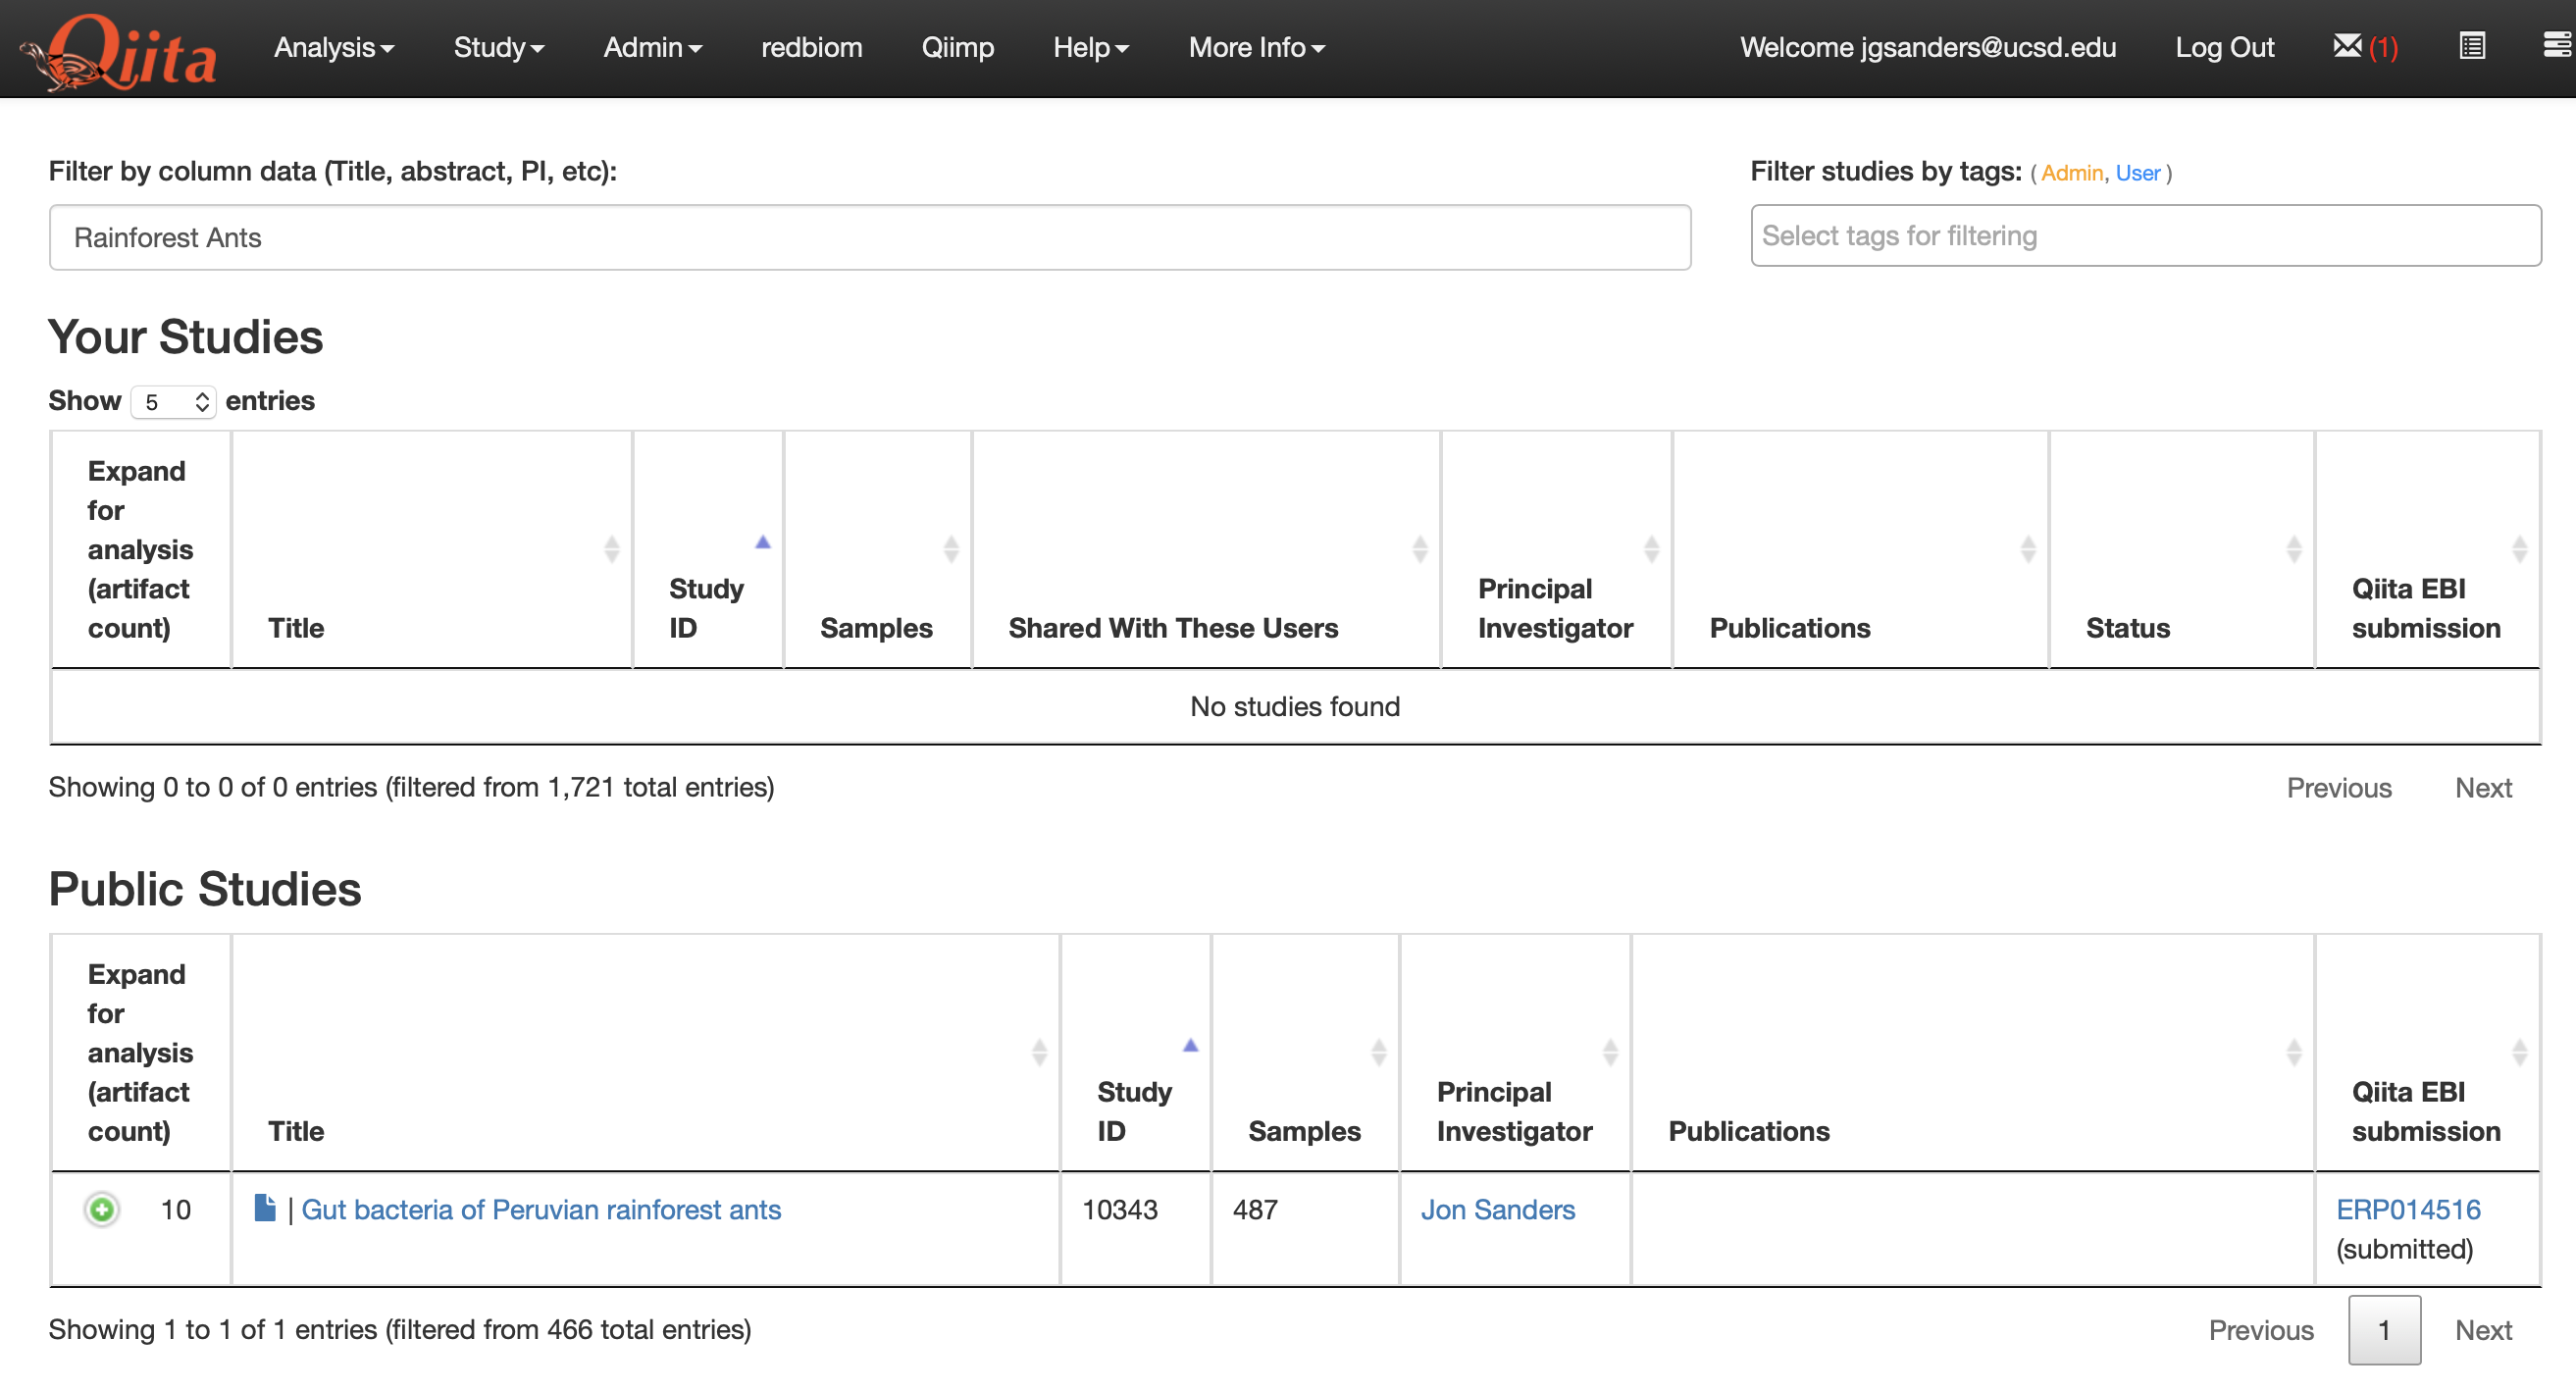 Qiita Analysis Study Admin redbiom Qiimp Help More Info Welcome jgsanders@ucsd.edu Log Out (1)
Filter by column data (Title, abstract, PI, etc): Filter studies by tags: ( Admin, User )
Rainforest Ants Select tags for filtering
Your Studies
Show 5 entries
Expand
for
analysis
(artifact
count)
Title
Study
ID
Samples
Shared With These Users
Principal
Investigator
Publications
Status
Qiita EBI
submission
No studies found
Showing 0 to 0 of 0 entries (filtered from 1,721 total entries) Previous Next
Public Studies
Expand
for
analysis
(artifact
count)
Title
Study
ID
Samples
Principal
Investigator
Publications
Qiita EBI
submission
10 | Gut bacteria of Peruvian rainforest ants 10343 487 Jon Sanders ERP014516
(submitted)
Showing 1 to 1 of 1 entries (filtered from 466 total entries) Previous 1 Next